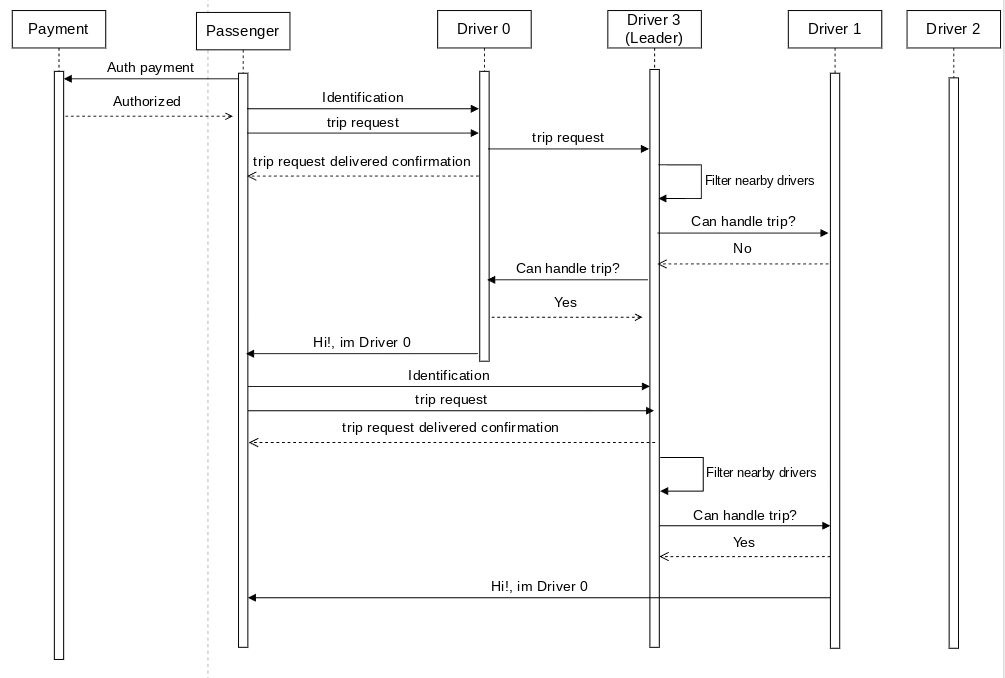 Payment
Passenger
Driver 0
Driver 3
(Leader)
Driver 1
Driver 2
Auth payment
Authorized
Identification
trip request
trip request
trip request delivered confirmation
Filter nearby drivers
Can handle trip?
No
Can handle trip?
Yes
Hi!, im Driver 0
Identification
trip request
trip request delivered confirmation
Filter nearby drivers
Can handle trip?
Yes
Hi!, im Driver 0